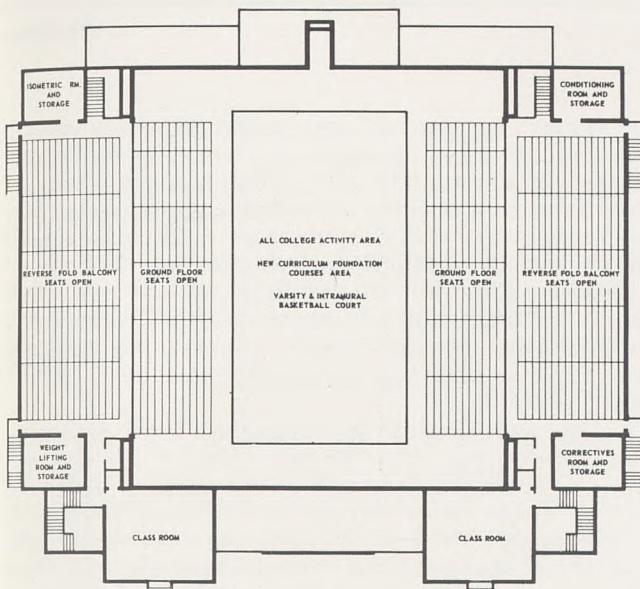 ISOMETRIC RM.
AND
STORAGE
CONDITIONING
ROOM AND
STORAGE
ALL COLLEGE ACTIVITY AREA
NEW CURRICULUM FOUNDATION
COURSES AREA
VARSITY & INTRAMURAL
BASKETBALL COURT
REVERSE FOLD BALCONY
SEATS OPEN
GROUND FLOOR
SEATS OPEN
GROUND FLOOR
SEATS OPEN
REVERSE FOLD BALCONY
SEATS OPEN
WEIGHT
LIFTING
ROOM AND
STORAGE
CORRECTIVES
ROOM AND
STORAGE
CLASS ROOM
CLASS ROOM